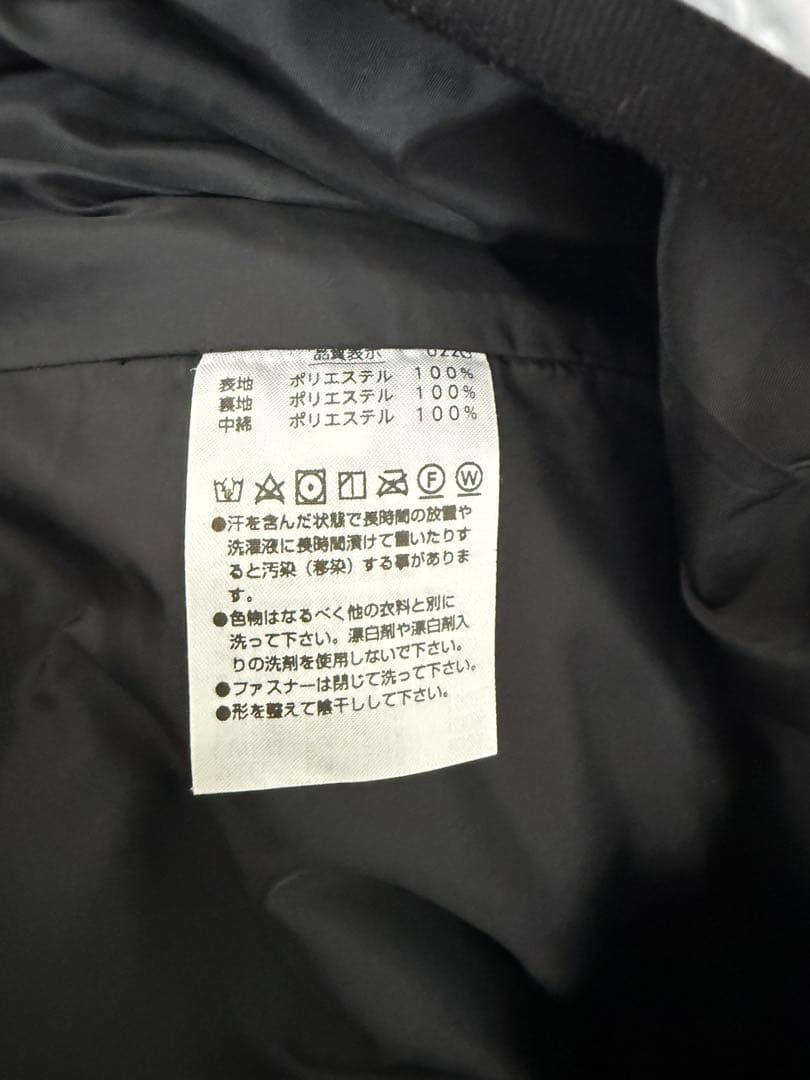 品質表示
表地 ポリエステル 100%
裏地 ポリエステル 100%
中綿 ポリエステル 100%
F W
●汗を含んだ状態で長時間の放置や
洗濯液に長時間漬けて置いたりす
ると汚染(移染)する事がありま
す。
●色物はなるべく他の衣料と別に
洗って下さい。漂白剤や漂白剤入
りの洗剤を使用しないで下さい。
●ファスナーは閉じて洗って下さい。
●形を整えて陰干しして下さい。